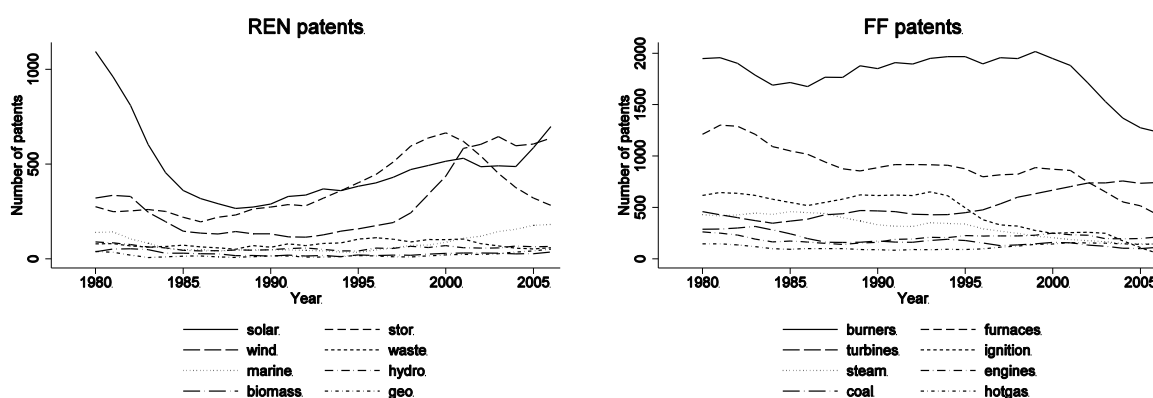 REN patents
Number of patents
0
500
1000
1980
1985
1990
1995
2000
2005
Year
solar
stor
wind
waste
marine
hydro
biomass
geo
FF patents
Number of patents
0
500
1000
1500
2000
1980
1985
1990
1995
2000
2005
Year
burners
furnaces
turbines
ignition
steam
engines
coal
hotgas